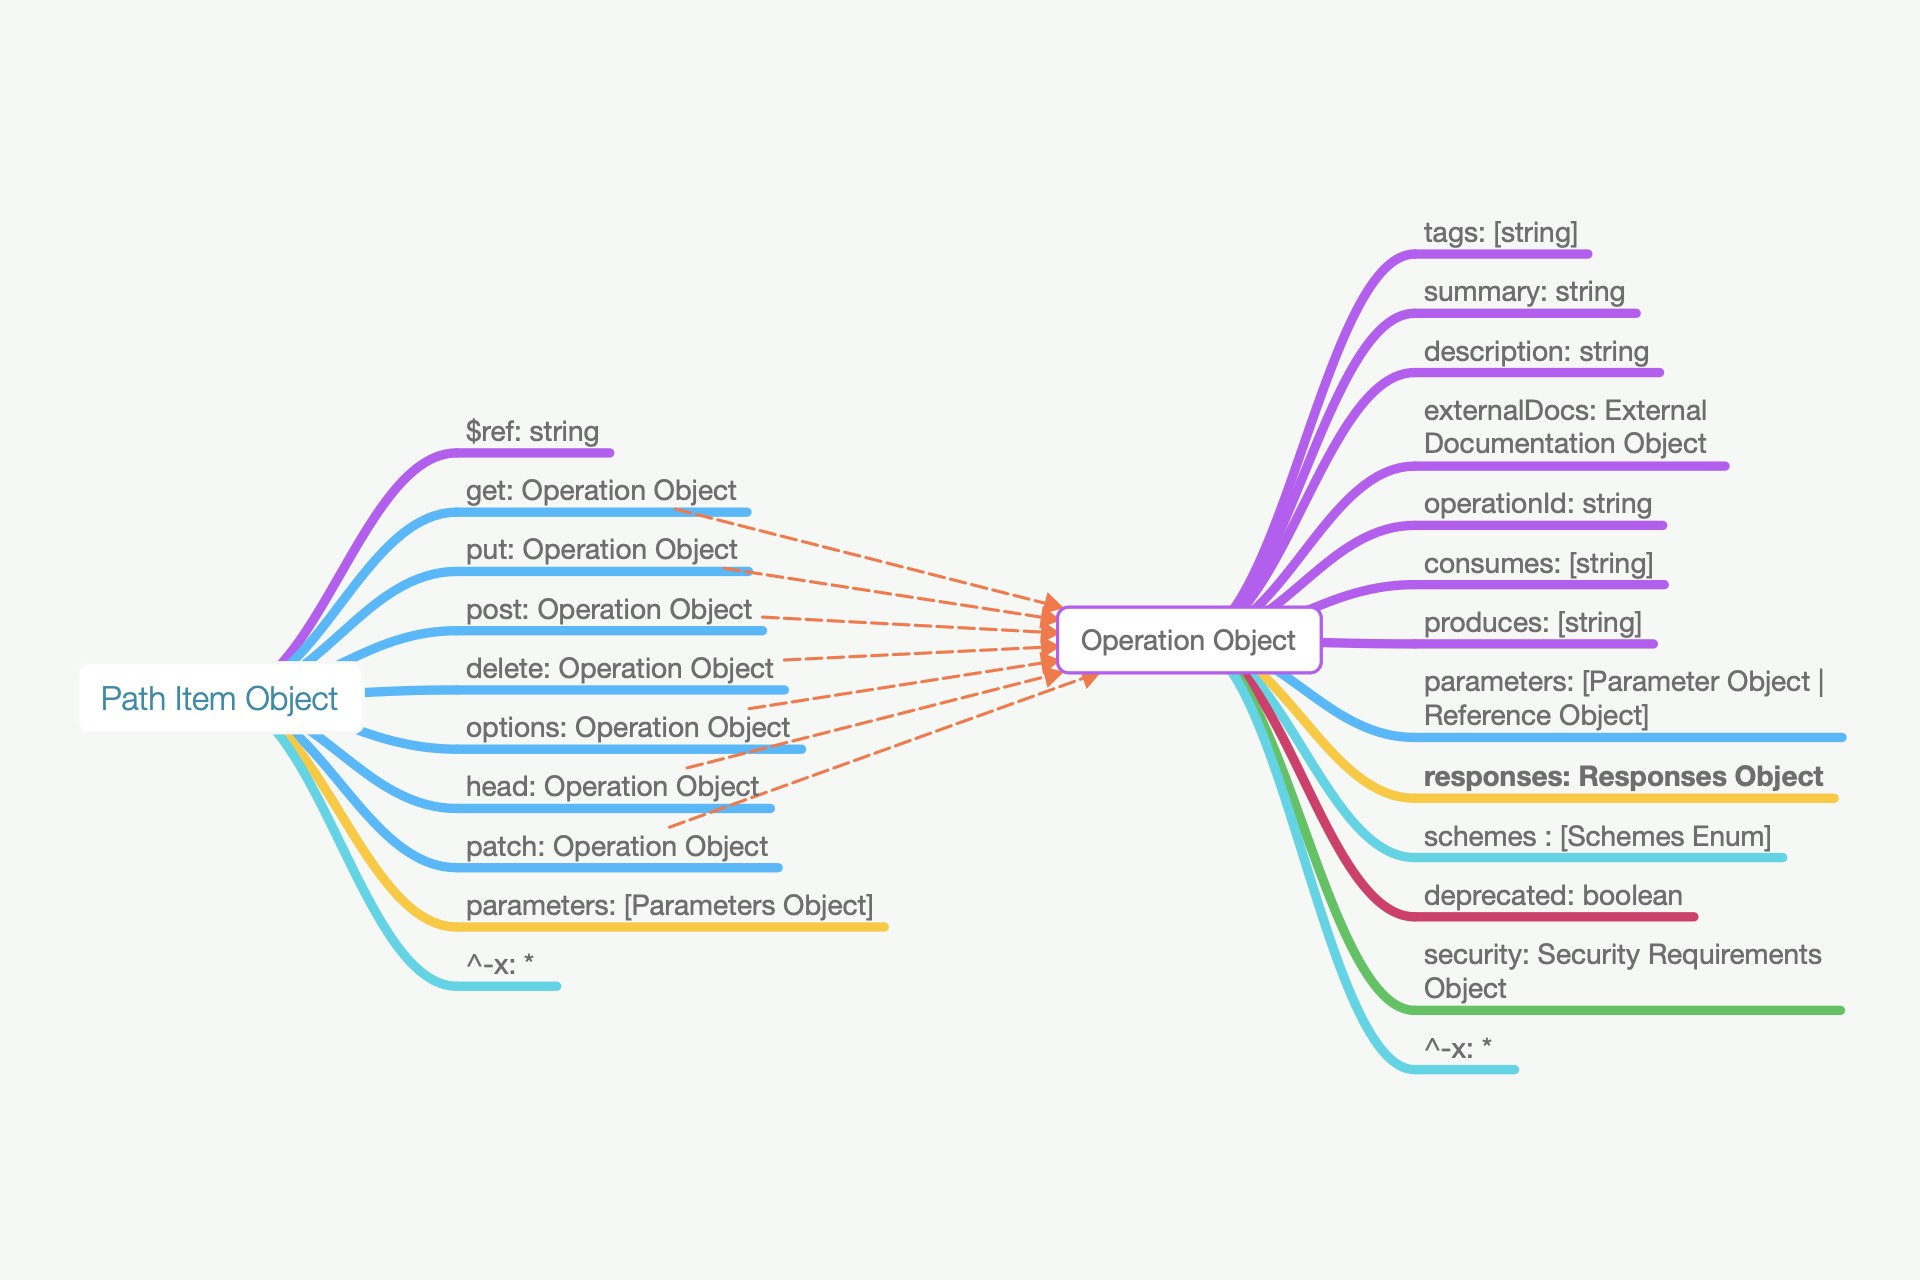 Path Item Object
$ref: string
get: Operation Object
put: Operation Object
post: Operation Object
delete: Operation Object
options: Operation Object
head: Operation Object
patch: Operation Object
parameters: [Parameters Object]
^-x: *
Operation Object
tags: [string]
summary: string
description: string
externalDocs: External
Documentation Object
operationId: string
consumes: [string]
produces: [string]
parameters: [Parameter Object |
Reference Object]
responses: Responses Object
schemes : [Schemes Enum]
deprecated: boolean
security: Security Requirements
Object
^-x: *